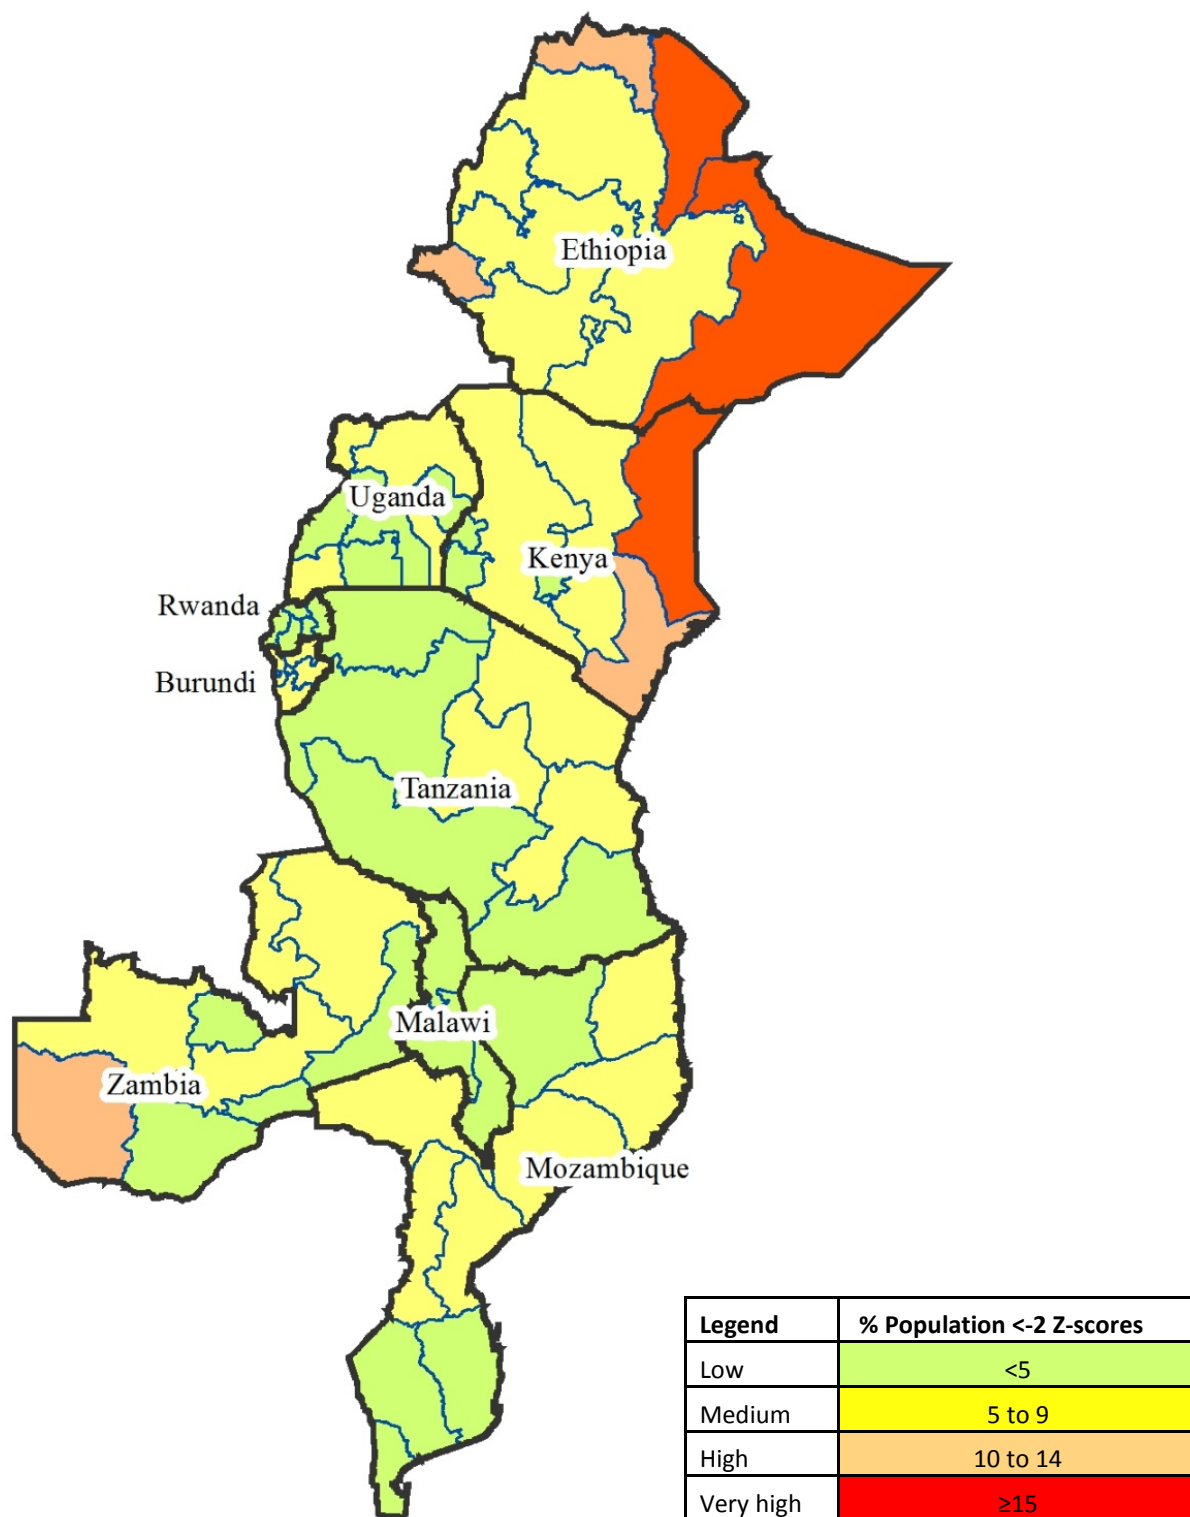 Ethiopia
Uganda
Kenya
Rwanda
Burundi
Tanzania
Malawi
Zambia
Mozambique
Legend % Population <-2 Z-scores
Low <5
Medium 5 to 9
High 10 to 14
Very high ≥15